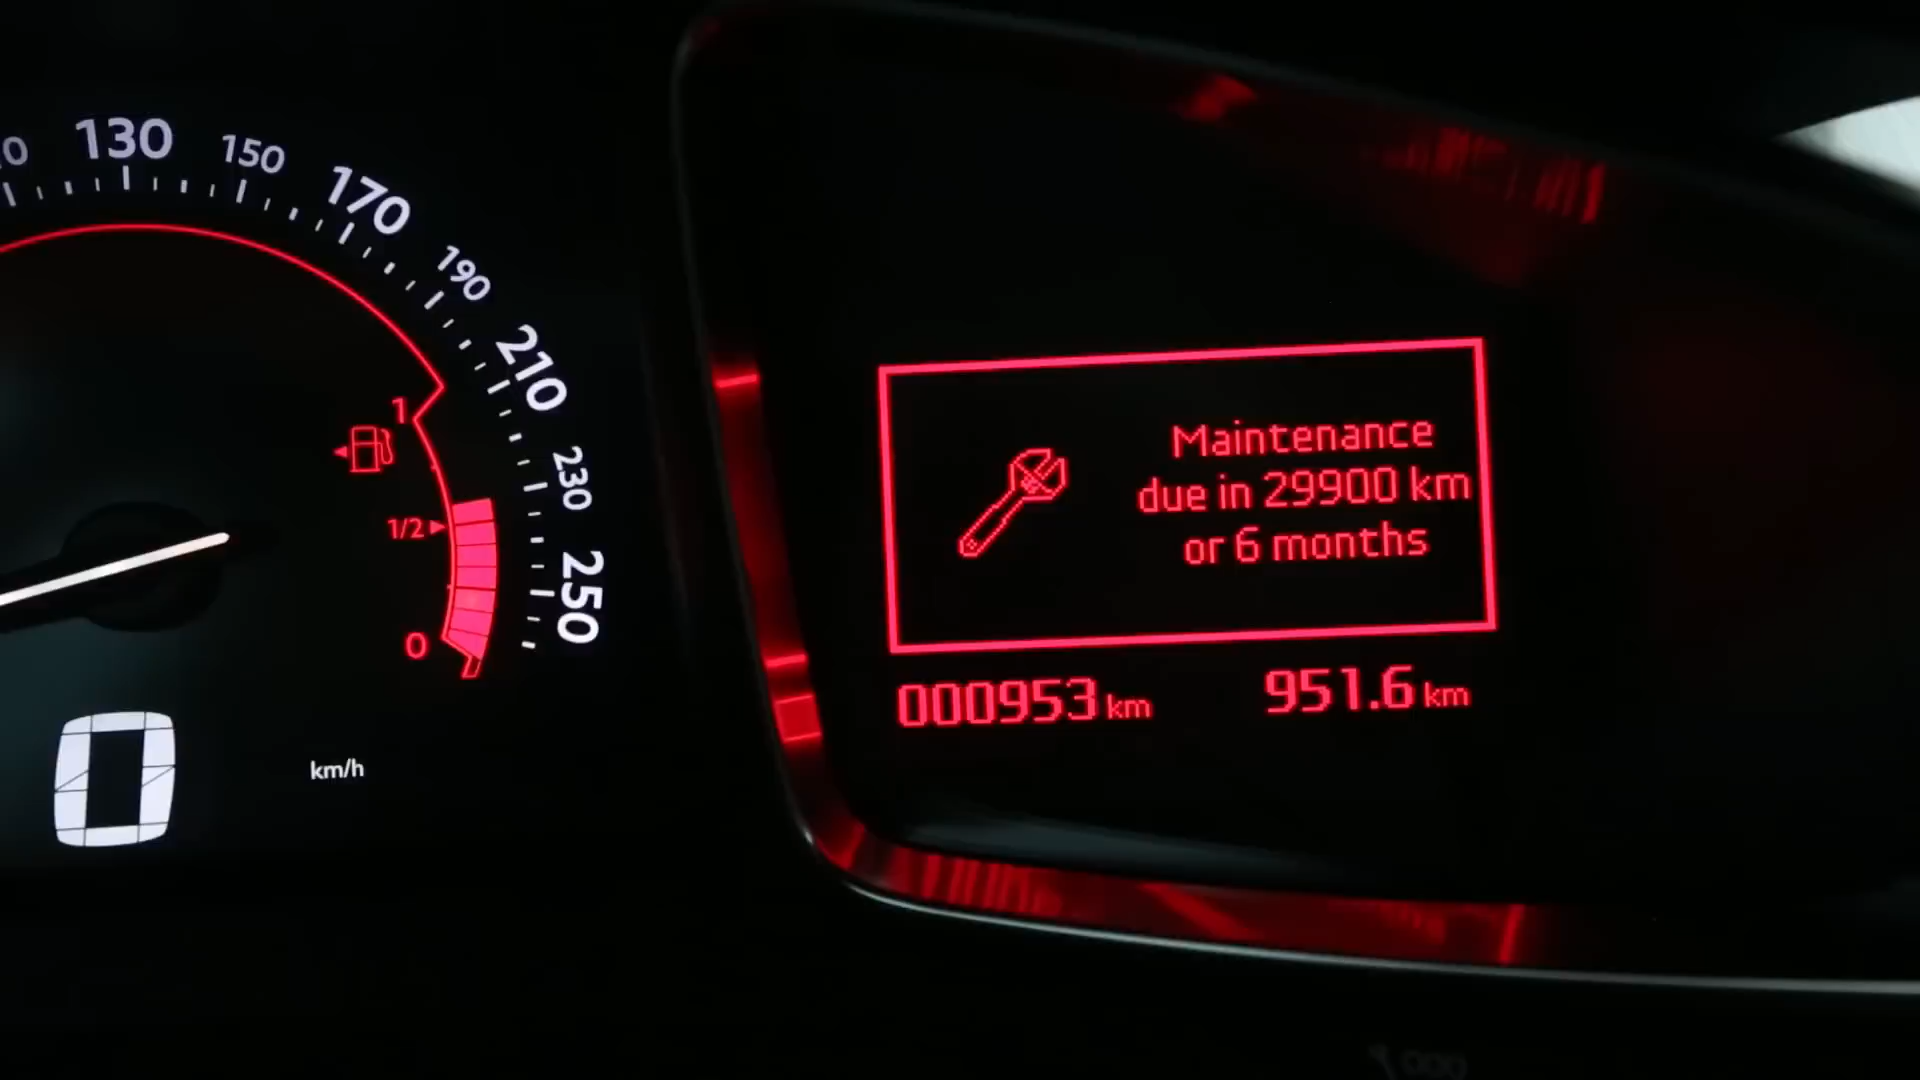 130
150
170
190
210
230
250
1
1/2
0
0
km/h
Maintenance
due in 29900 km
or 6 months
000953 km
951.6 km
000